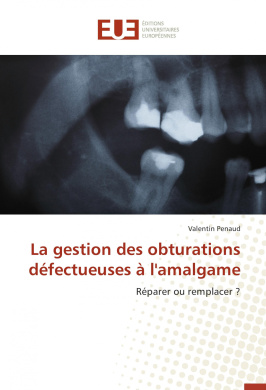 EUE
ÉDITIONS
UNIVERSITAIRES
EUROPÉENNES
Valentin Penaud
La gestion des obturations
défectueuses à l'amalgame
Réparer ou remplacer ?